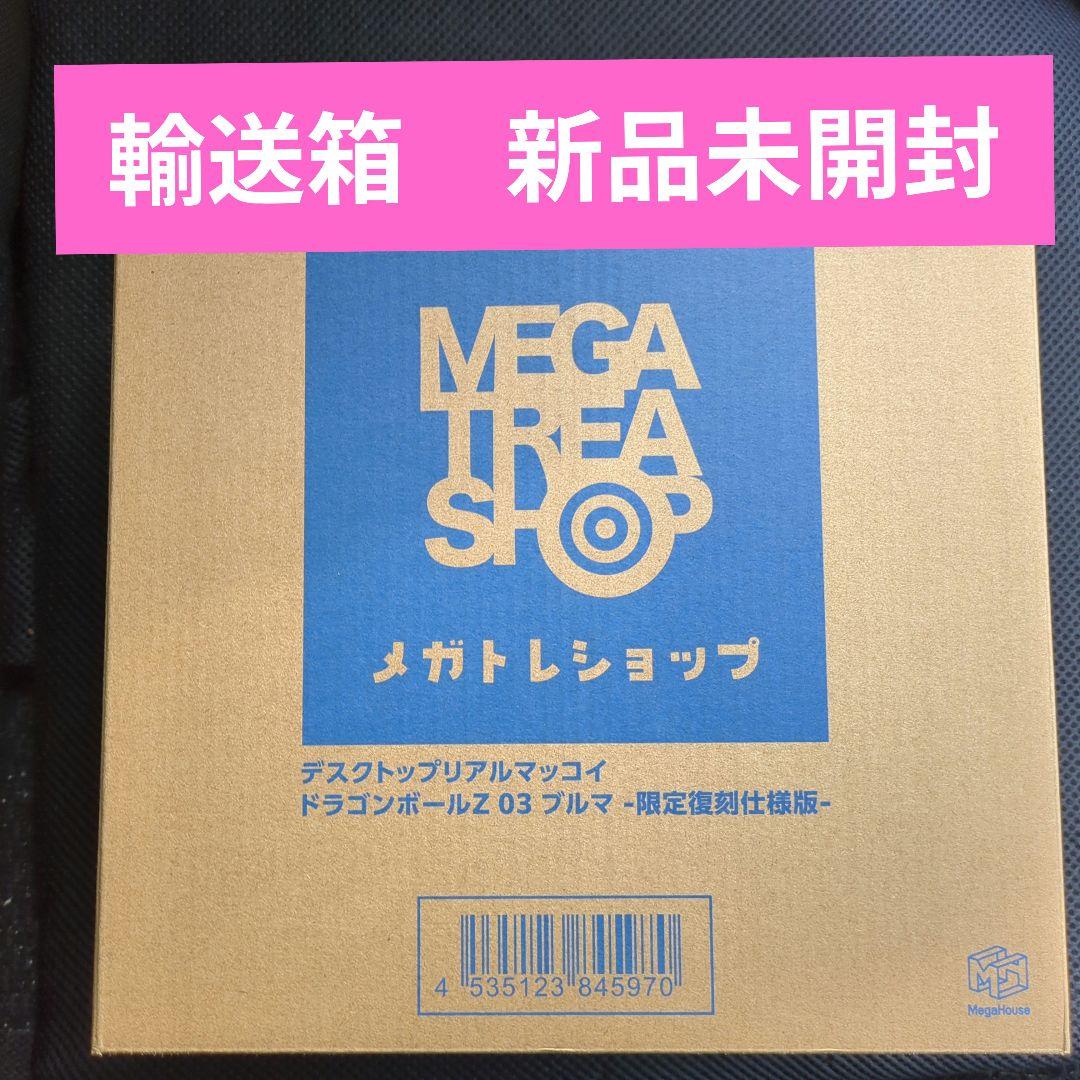 輸送箱　新品未開封
MEGA
TREA
SHOP
メガトレショップ
デスクトップリアルマッコイ
ドラゴンボールZ 03 ブルマ -限定復刻仕様版-
4 535123 845970
MegaHouse